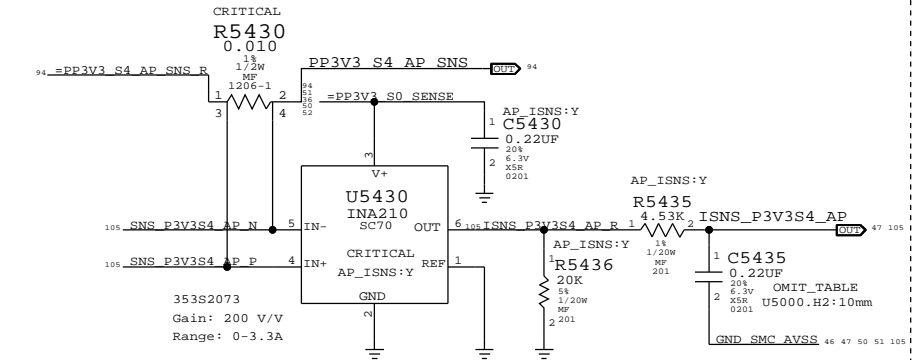 CRITICAL
R5430
0.010
1%
1/2W
MF
1206-1
94 =PP3V3_S4_AP_SNS_R
1 2
3 4
PP3V3_S4_AP_SNS OUT 94
94
51
36
50
52
=PP3V3_S0_SENSE
AP_ISNS:Y
C5430
0.22UF
20%
6.3V
X5R
0201
1
2
3
V+
U5430
INA210
SC70
105 SNS_P3V3S4_AP_N 5 IN-
OUT 6 105 ISNS_P3V3S4_AP_R
CRITICAL
AP_ISNS:Y
105 SNS_P3V3S4_AP_P 4 IN+
REF 1
GND
2
353S2073
Gain: 200 V/V
Range: 0-3.3A
AP_ISNS:Y
R5435
1 4.53K 2
1%
1/20W
MF
201
ISNS_P3V3S4_AP OUT 47 105
AP_ISNS:Y
R5436
20K
5%
1/20W
MF
201
1
2
C5435
0.22UF
20%
6.3V
X5R
0201
1
2
OMIT_TABLE
U5000.H2:10mm
GND_SMC_AVSS 46 47 50 51 105